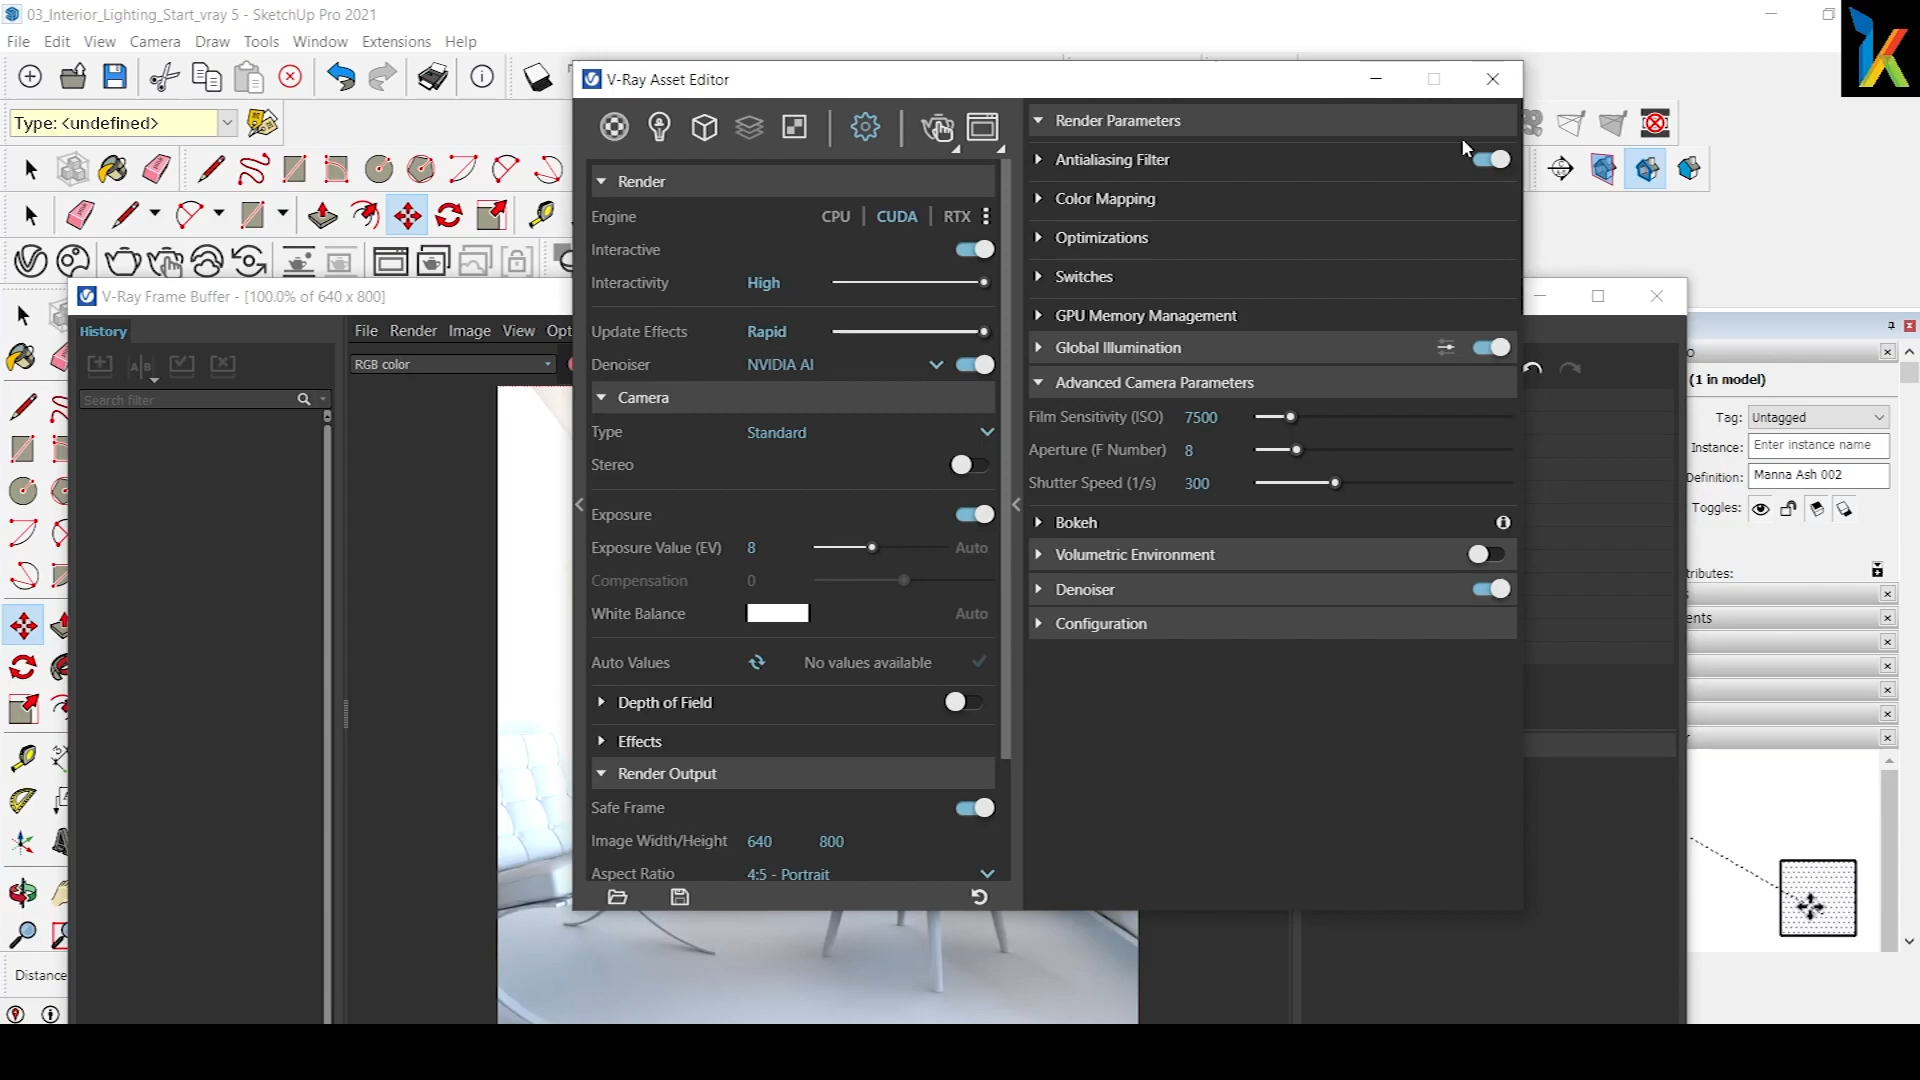 03_Interior_Lighting_Start_vray 5 - SketchUp Pro 2021
File Edit View Camera Draw Tools Window Extensions Help
V-Ray Asset Editor
Type: <undefined>
Render Parameters
Antialiasing Filter
Color Mapping
Optimizations
Switches
GPU Memory Management
Global Illumination
Advanced Camera Parameters
Film Sensitivity (ISO) 7500
Aperture (F Number) 8
Shutter Speed (1/s) 300
Bokeh
Volumetric Environment
Denoiser
Configuration
Render
Engine CPU CUDA RTX
Interactive
Interactivity High
Update Effects Rapid
Denoiser NVIDIA AI
Camera
Type Standard
Stereo
Exposure
Exposure Value (EV) 8 Auto
Compensation 0
White Balance Auto
Auto Values No values available
Depth of Field
Effects
Render Output
Safe Frame
Image Width/Height 640 800
Aspect Ratio 4:5 - Portrait
V-Ray Frame Buffer - [100.0% of 640 x 800]
History
File Render Image View Opt
RGB color
Search filter
(1 in model)
Tag: Untagged
Instance: Enter instance name
Definition: Manna Ash 002
Toggles:
tributes:
ents
Distance